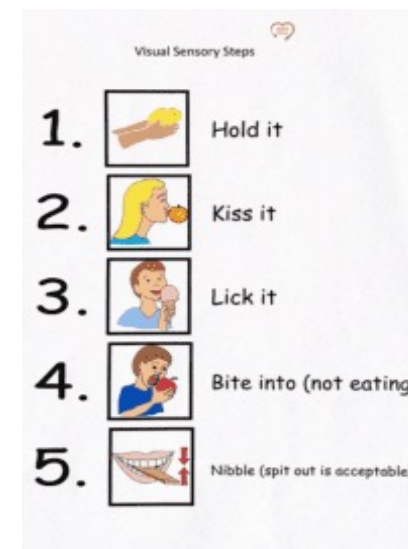 Visual Sensory Steps
1. Hold it
2. Kiss it
3. Lick it
4. Bite into (not eating
5. Nibble (spit out is acceptable)